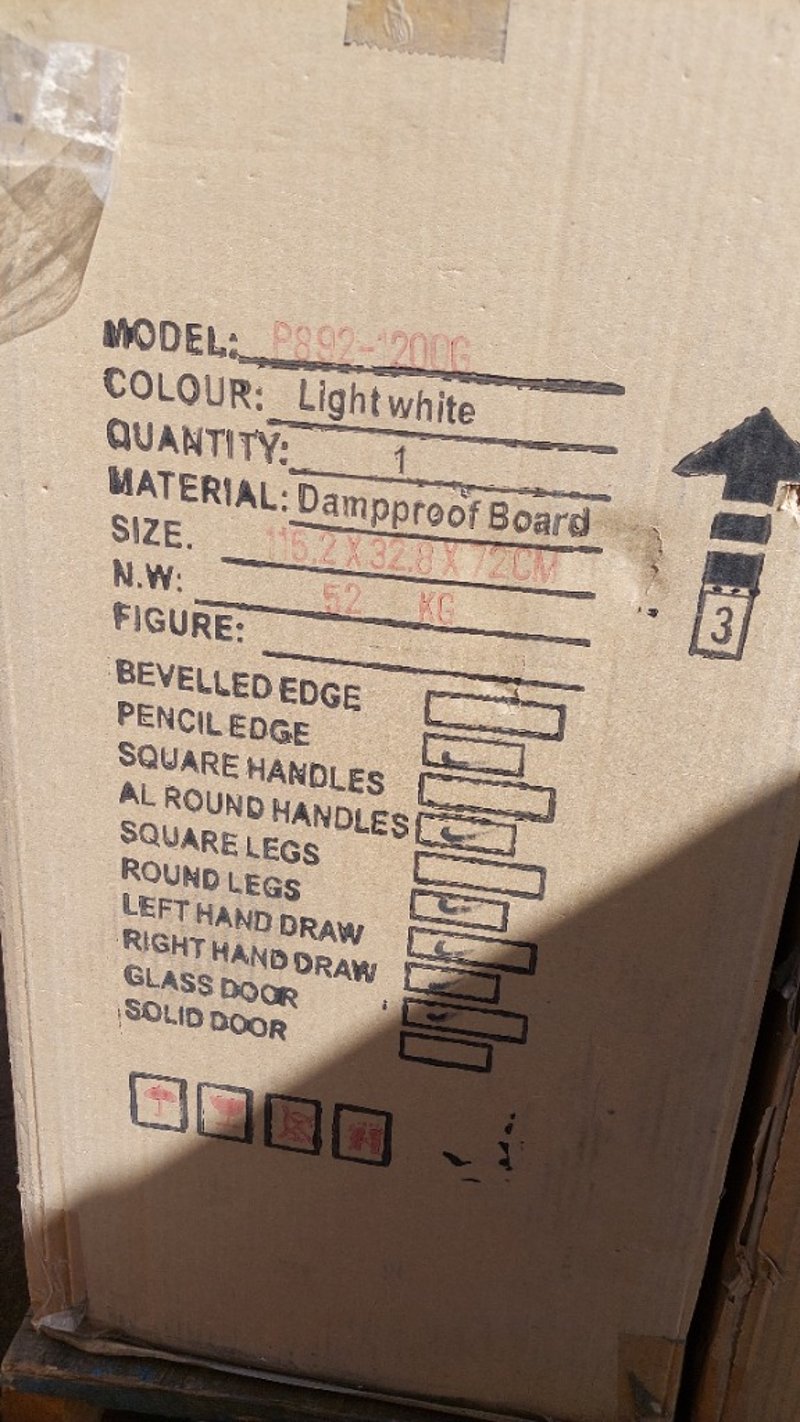 MODEL: P892-1200G
COLOUR: Light white
QUANTITY: 1
MATERIAL: Dampproof Board
SIZE. 115.2 X 32.8 X 72CM
N.W: 52 KG
FIGURE:
BEVELLED EDGE
PENCIL EDGE
SQUARE HANDLES
AL ROUND HANDLES
SQUARE LEGS
ROUND LEGS
LEFT HAND DRAW
RIGHT HAND DRAW
GLASS DOOR
SOLID DOOR
3